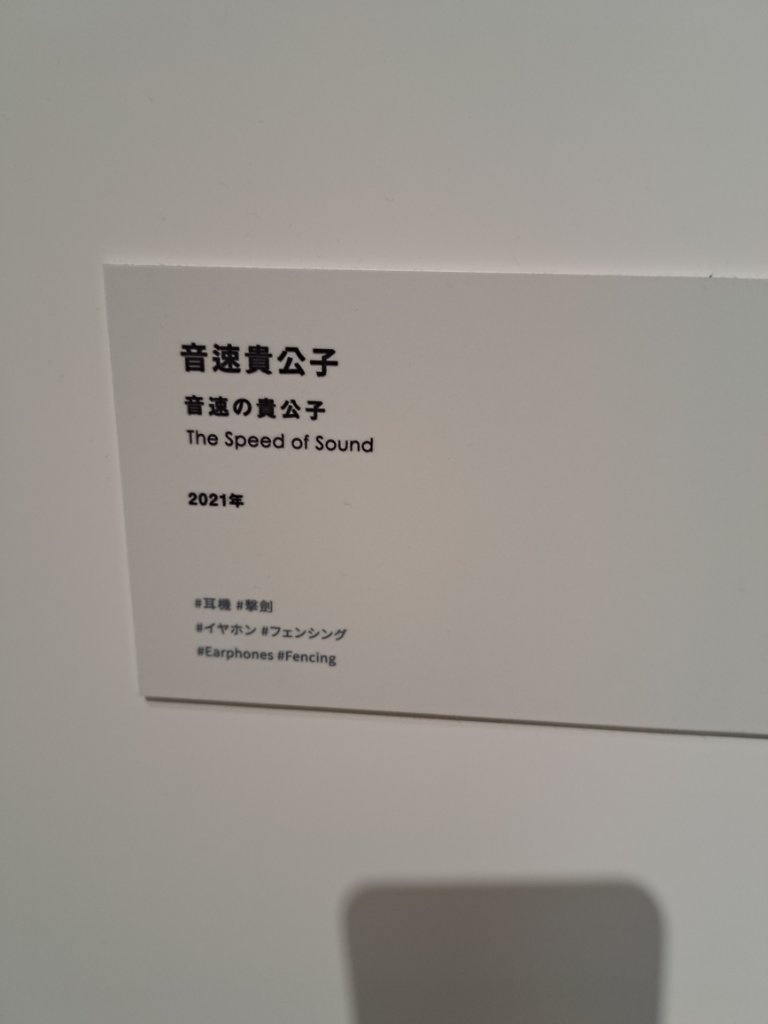 音速貴公子
音速の貴公子
The Speed of Sound
2021年
#耳機 #擊劍
#イヤホン #フェンシング
#Earphones #Fencing